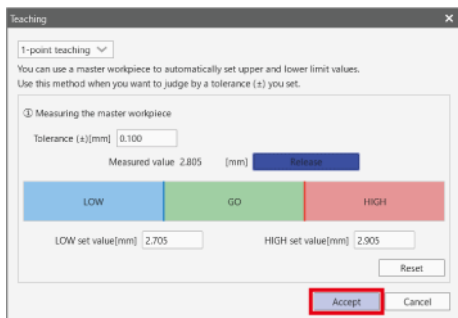 Teaching
1-point teaching
You can use a master workpiece to automatically set upper and lower limit values.
Use this method when you want to judge by a tolerance (±) you set.
① Measuring the master workpiece
Tolerance (±)[mm] 0.100
Measured value 2.805 [mm] Release
LOW GO HIGH
LOW set value[mm] 2.705 HIGH set value[mm] 2.905
Reset
Accept Cancel